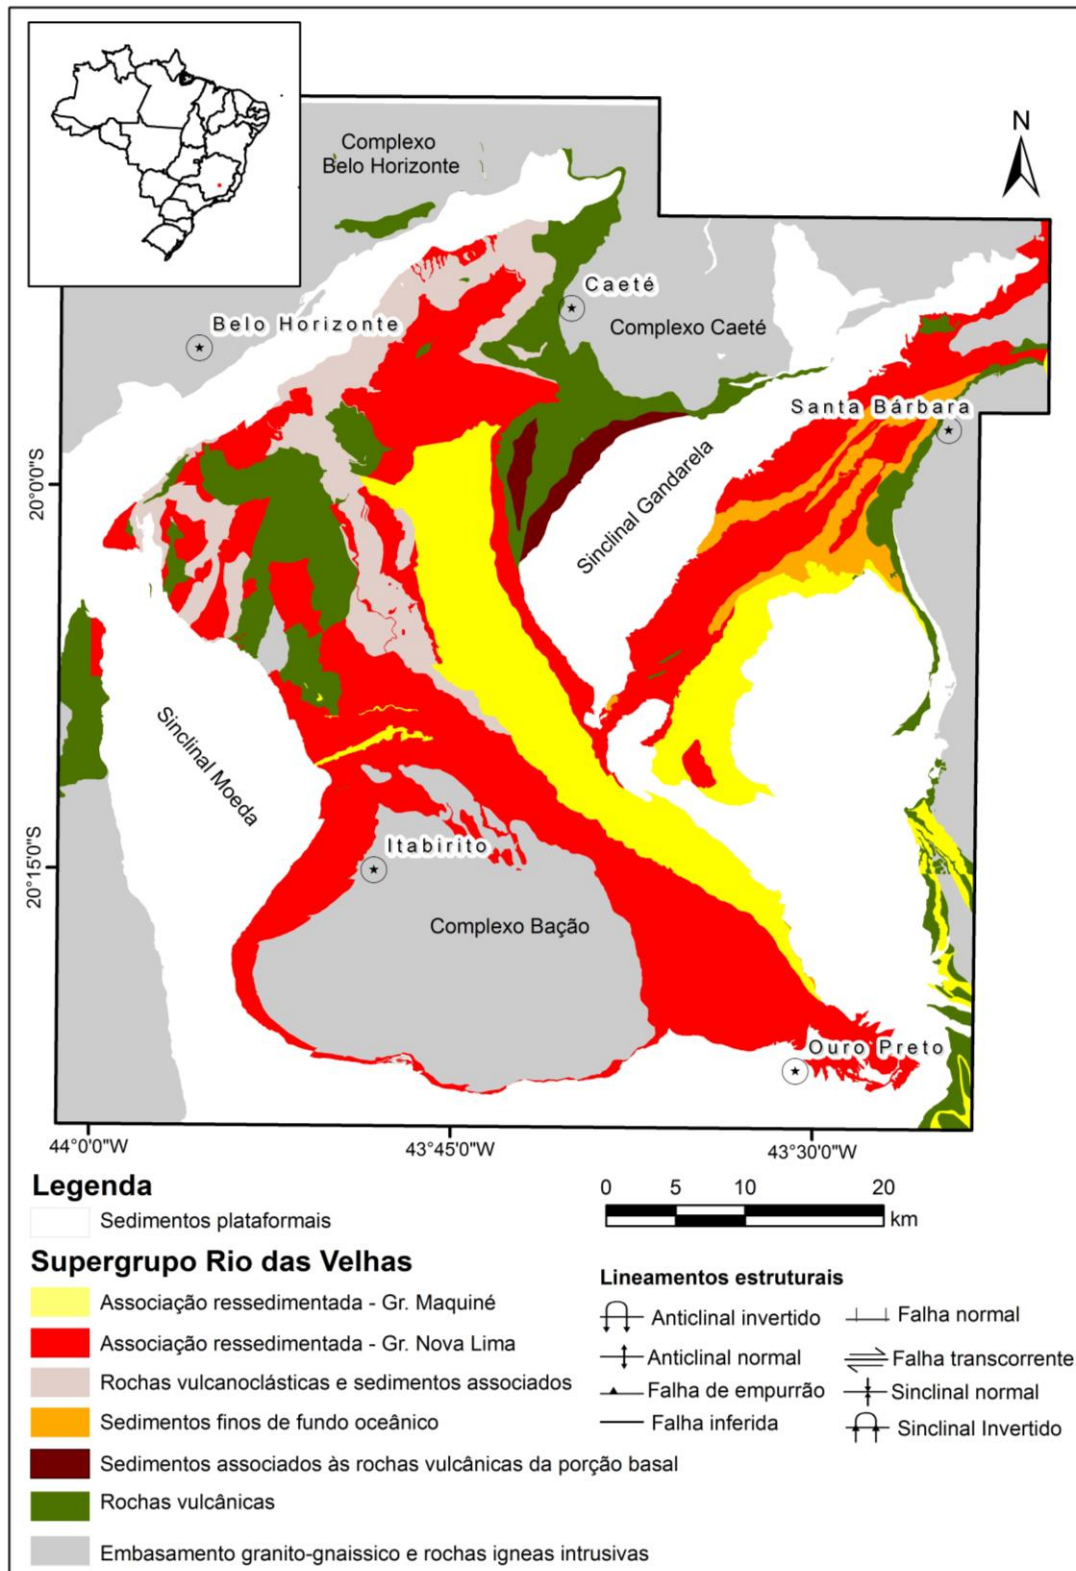 Complexo
Belo Horizonte
N
Caeté
Belo Horizonte
Complexo Caeté
Santa Bárbara
20°0'0"S
Sinclinal Gandarela
Sinclinal Moeda
Itabirito
20°15'0"S
Complexo Bação
Ouro Preto
44°0'0"W
43°45'0"W
43°30'0"W
Legenda
Sedimentos plataformais
0 5 10 20
km
Supergrupo Rio das Velhas
Associação ressedimentada - Gr. Maquiné
Associação ressedimentada - Gr. Nova Lima
Rochas vulcanoclásticas e sedimentos associados
Sedimentos finos de fundo oceânico
Sedimentos associados às rochas vulcânicas da porção basal
Rochas vulcânicas
Embasamento granito-gnaissico e rochas igneas intrusivas
Lineamentos estruturais
Anticlinal invertido
Anticlinal normal
Falha de empurrão
Falha inferida
Falha normal
Falha transcorrente
Sinclinal normal
Sinclinal Invertido